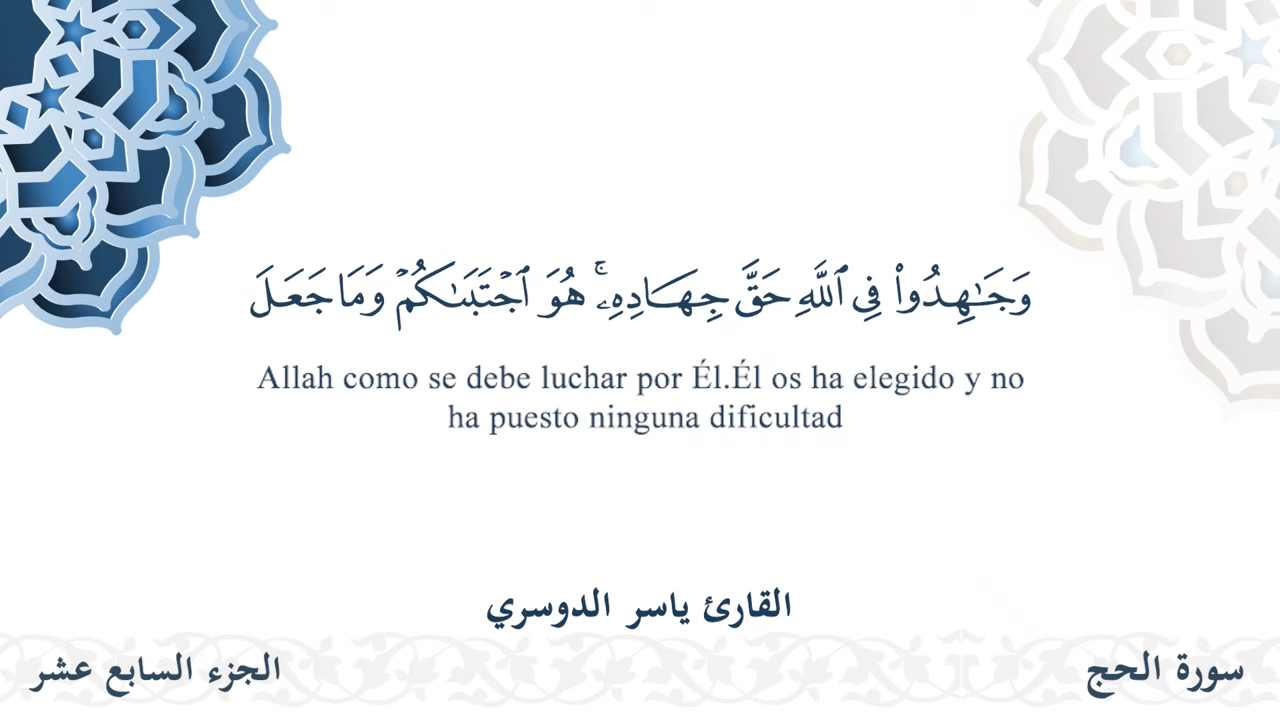 وَجَـٰهِدُوا۟ فِى ٱللَّهِ حَقَّ جِهَادِهِۦ ۚ هُوَ ٱجْتَبَىٰكُمْ وَمَا جَعَلَ
Allah como se debe luchar por Él.Él os ha elegido y no
ha puesto ninguna dificultad
القارئ ياسر الدوسري
سورة الحج
الجزء السابع عشر